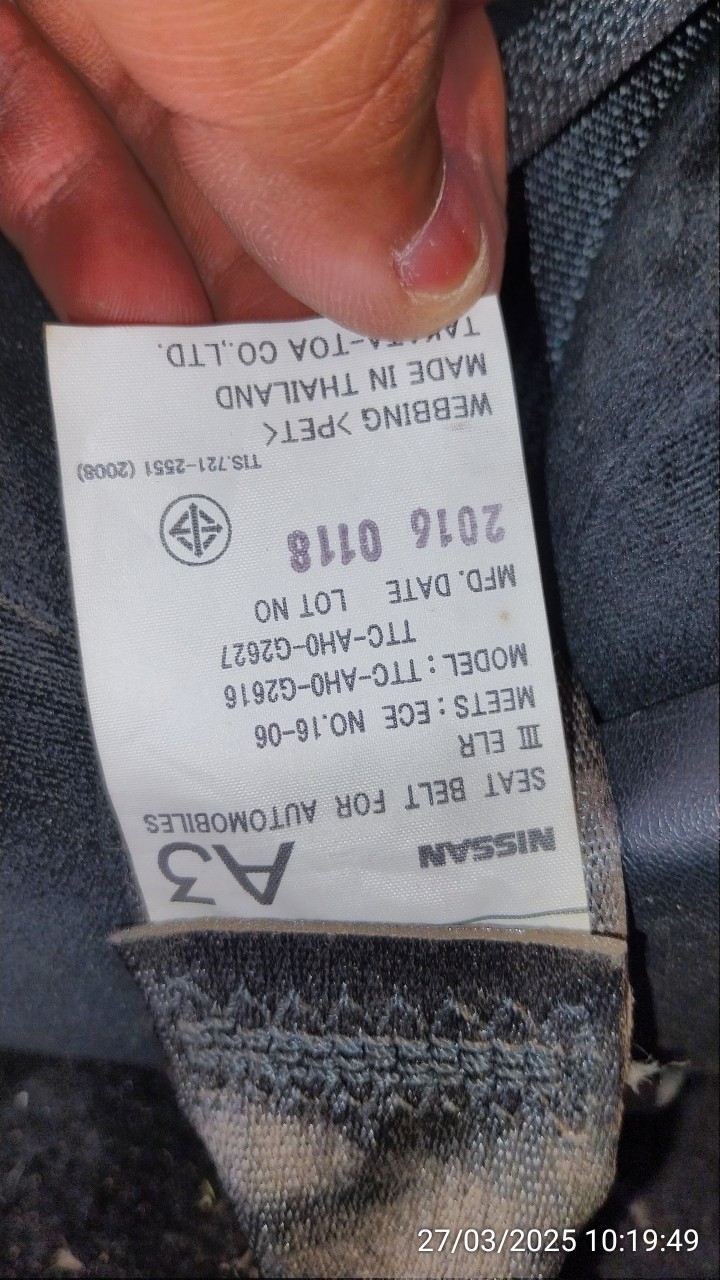 NISSAN A3
SEAT BELT FOR AUTOMOBILES
III ELR
MEETS : ECE NO.16-06
MODEL : TTC-AH0-G2616
TTC-AH0-G2627
MFD. DATE LOT NO
2016 0118
TIS.721-2551 (2008)
WEBBING >PET<
MADE IN THAILAND
TAKATA-TOA CO.,LTD.
27/03/2025 10:19:49